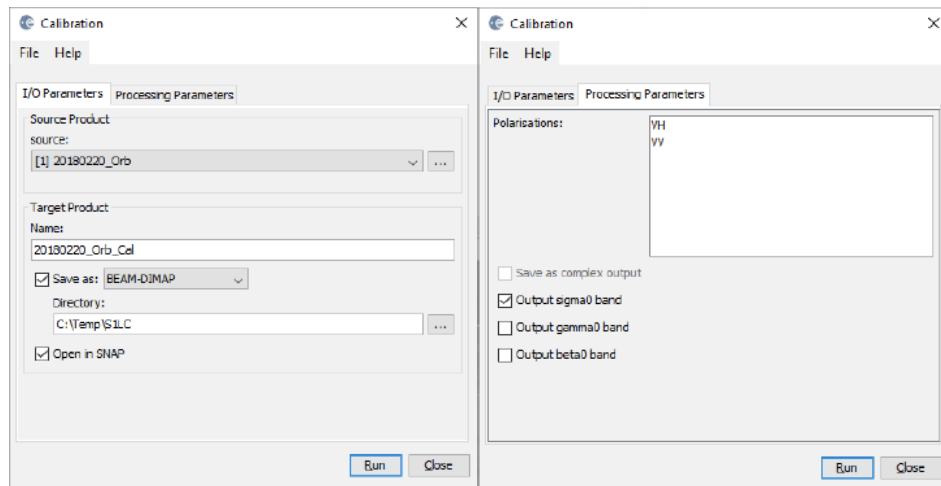 Calibration
File Help
I/O Parameters Processing Parameters
Source Product
source:
[1] 20180220_Orb
...
Target Product
Name:
20180220_Orb_Cal
Save as: BEAM-DIMAP
Directory:
C:\Temp\S1LC
...
Open in SNAP
Run Close
Calibration
File Help
I/O Parameters Processing Parameters
Polarisations:
VH
VV
Save as complex output
Output sigma0 band
Output gamma0 band
Output beta0 band
Run Close